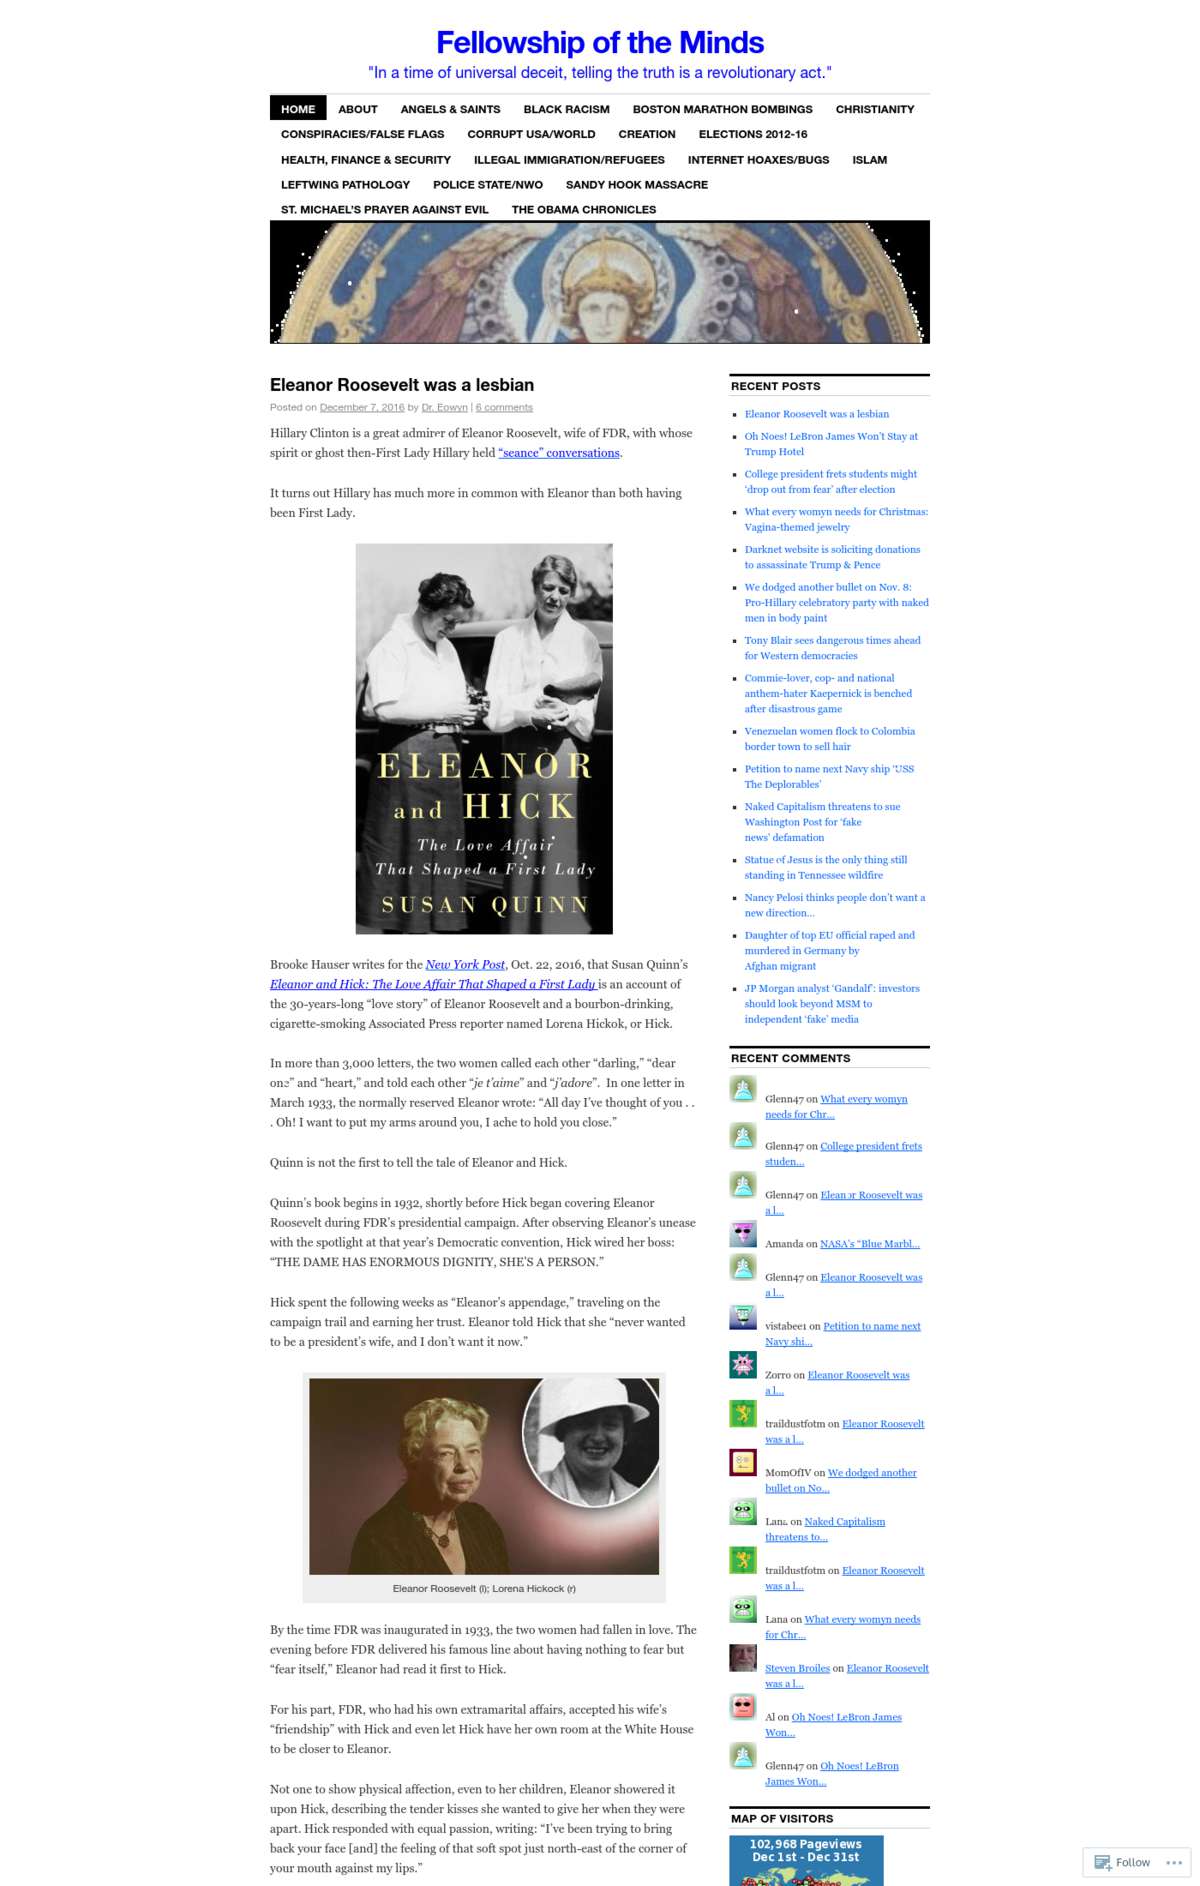 Fellowship of the Minds
"In a time of universal deceit, telling the truth is a revolutionary act."
HOME ABOUT ANGELS & SAINTS BLACK RACISM BOSTON MARATHON BOMBINGS CHRISTIANITY
CONSPIRACIES/FALSE FLAGS CORRUPT USA/WORLD CREATION ELECTIONS 2012-16
HEALTH, FINANCE & SECURITY ILLEGAL IMMIGRATION/REFUGEES INTERNET HOAXES/BUGS ISLAM
LEFTWING PATHOLOGY POLICE STATE/NWO SANDY HOOK MASSACRE
ST. MICHAEL'S PRAYER AGAINST EVIL THE OBAMA CHRONICLES
Eleanor Roosevelt was a lesbian
Posted on December 7, 2016 by Dr. Eowyn | 6 comments
Hillary Clinton is a great admirer of Eleanor Roosevelt, wife of FDR, with whose
spirit or ghost then-First Lady Hillary held “seance” conversations.
It turns out Hillary has much more in common with Eleanor than both having
been First Lady.
ELEANOR
and HICK
The Love Affair
That Shaped a First Lady
SUSAN QUINN
Brooke Hauser writes for the New York Post, Oct. 22, 2016, that Susan Quinn’s
Eleanor and Hick: The Love Affair That Shaped a First Lady is an account of
the 30-years-long “love story” of Eleanor Roosevelt and a bourbon-drinking,
cigarette-smoking Associated Press reporter named Lorena Hickok, or Hick.
In more than 3,000 letters, the two women called each other “darling,” “dear
one” and “heart,” and told each other “je t’aime” and “j’adore”.  In one letter in
March 1933, the normally reserved Eleanor wrote: “All day I’ve thought of you . .
. Oh! I want to put my arms around you, I ache to hold you close.”
Quinn is not the first to tell the tale of Eleanor and Hick.
Quinn’s book begins in 1932, shortly before Hick began covering Eleanor
Roosevelt during FDR’s presidential campaign. After observing Eleanor’s unease
with the spotlight at that year’s Democratic convention, Hick wired her boss:
“THE DAME HAS ENORMOUS DIGNITY, SHE’S A PERSON.”
Hick spent the following weeks as “Eleanor’s appendage,” traveling on the
campaign trail and earning her trust. Eleanor told Hick that she “never wanted
to be a president’s wife, and I don’t want it now.”
Eleanor Roosevelt (l); Lorena Hickock (r)
By the time FDR was inaugurated in 1933, the two women had fallen in love. The
evening before FDR delivered his famous line about having nothing to fear but
“fear itself,” Eleanor had read it first to Hick.
For his part, FDR, who had his own extramarital affairs, accepted his wife’s
“friendship” with Hick and even let Hick have her own room at the White House
to be closer to Eleanor.
Not one to show physical affection, even to her children, Eleanor showered it
upon Hick, describing the tender kisses she wanted to give her when they were
apart. Hick responded with equal passion, writing: “I’ve been trying to bring
back your face [and] the feeling of that soft spot just north-east of the corner of
your mouth against my lips.”
RECENT POSTS
Eleanor Roosevelt was a lesbian
Oh Noes! LeBron James Won’t Stay at
Trump Hotel
College president frets students might
‘drop out from fear’ after election
What every womyn needs for Christmas:
Vagina-themed jewelry
Darknet website is soliciting donations
to assassinate Trump & Pence
We dodged another bullet on Nov. 8:
Pro-Hillary celebratory party with naked
men in body paint
Tony Blair sees dangerous times ahead
for Western democracies
Commie-lover, cop- and national
anthem-hater Kaepernick is benched
after disastrous game
Venezuelan women flock to Colombia
border town to sell hair
Petition to name next Navy ship ‘USS
The Deplorables’
Naked Capitalism threatens to sue
Washington Post for ‘fake
news’ defamation
Statue of Jesus is the only thing still
standing in Tennessee wildfire
Nancy Pelosi thinks people don’t want a
new direction…
Daughter of top EU official raped and
murdered in Germany by
Afghan migrant
JP Morgan analyst ‘Gandalf’: investors
should look beyond MSM to
independent ‘fake’ media
RECENT COMMENTS
Glenn47 on What every womyn
needs for Chr…
Glenn47 on College president frets
studen…
Glenn47 on Eleanor Roosevelt was
a l…
Amanda on NASA’s “Blue Marbl…
Glenn47 on Eleanor Roosevelt was
a l…
vistabee1 on Petition to name next
Navy shi…
Zorro on Eleanor Roosevelt was
a l…
traildustfotm on Eleanor Roosevelt
was a l…
MomOfIV on We dodged another
bullet on No…
Lana on Naked Capitalism
threatens to…
traildustfotm on Eleanor Roosevelt
was a l…
Lana on What every womyn needs
for Chr…
Steven Broiles on Eleanor Roosevelt
was a l…
Al on Oh Noes! LeBron James
Won…
Glenn47 on Oh Noes! LeBron
James Won…
MAP OF VISITORS
102,968 Pageviews
Dec 1st - Dec 31st
Follow